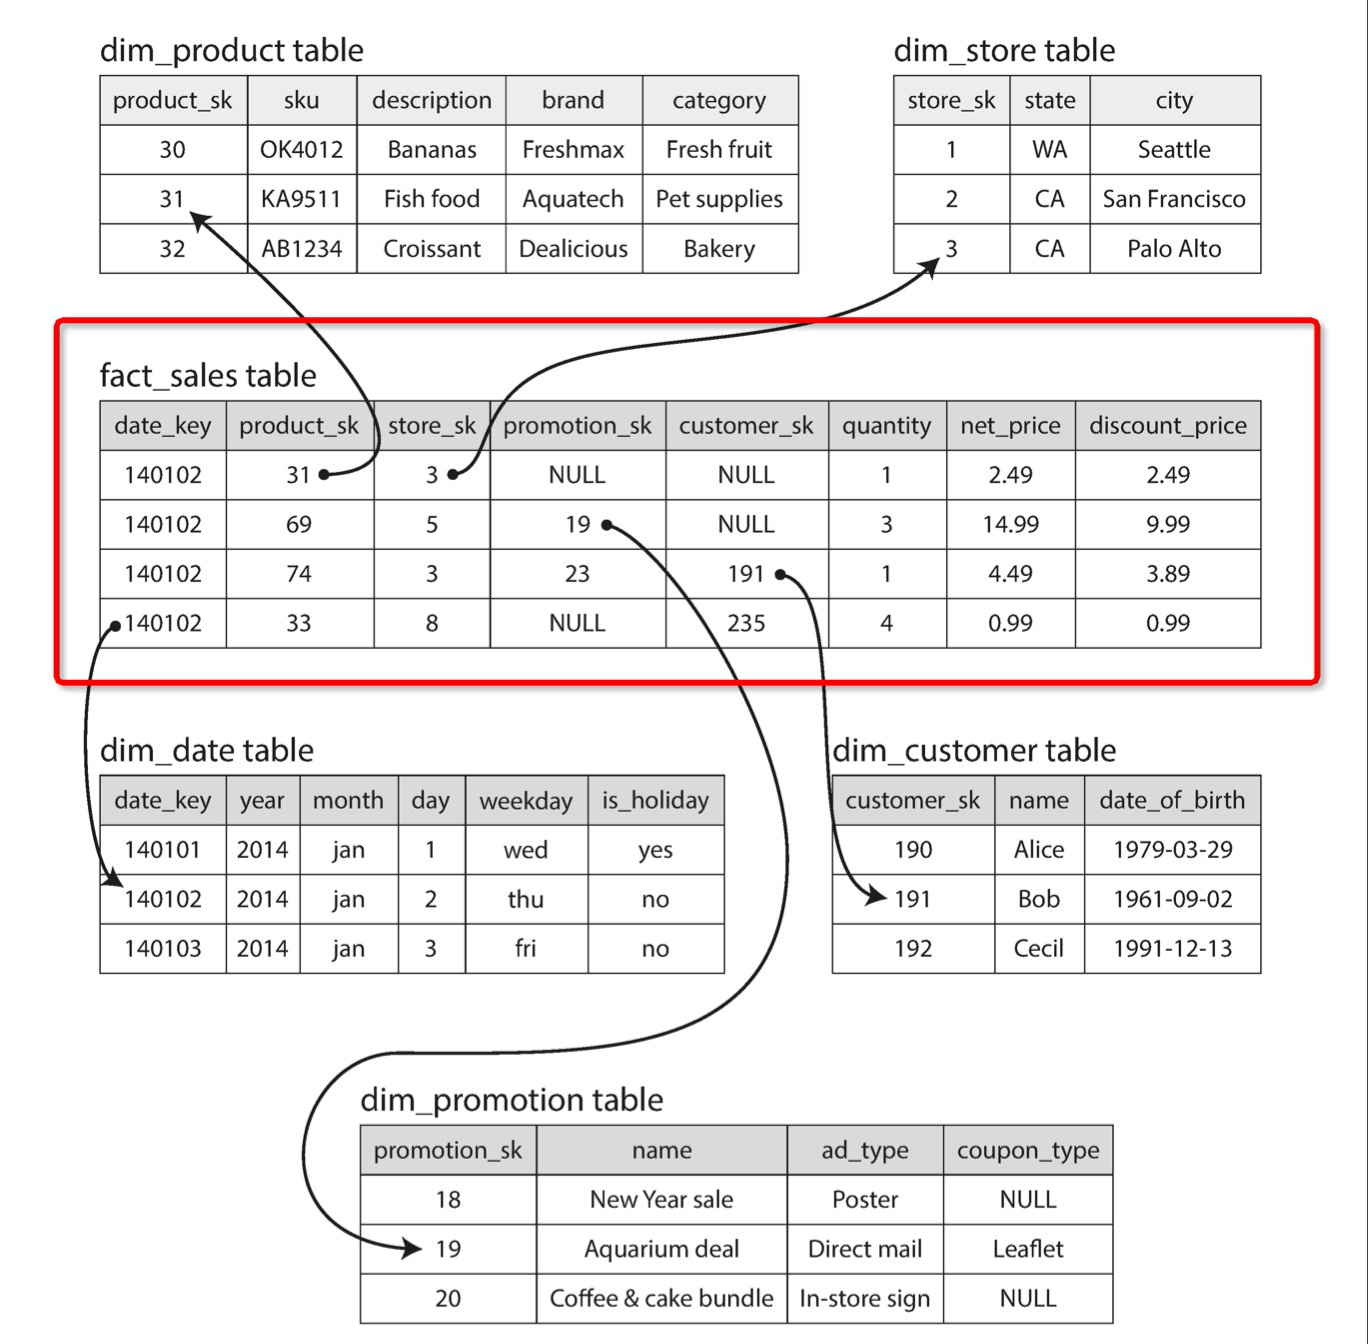 dim_product table
product_sk sku description brand category
30 OK4012 Bananas Freshmax Fresh fruit
31 KA9511 Fish food Aquatech Pet supplies
32 AB1234 Croissant Dealicious Bakery
dim_store table
store_sk state city
1 WA Seattle
2 CA San Francisco
3 CA Palo Alto
fact_sales table
date_key product_sk store_sk promotion_sk customer_sk quantity net_price discount_price
140102 31 3 NULL NULL 1 2.49 2.49
140102 69 5 19 NULL 3 14.99 9.99
140102 74 3 23 191 1 4.49 3.89
140102 33 8 NULL 235 4 0.99 0.99
dim_date table
date_key year month day weekday is_holiday
140101 2014 jan 1 wed yes
140102 2014 jan 2 thu no
140103 2014 jan 3 fri no
dim_customer table
customer_sk name date_of_birth
190 Alice 1979-03-29
191 Bob 1961-09-02
192 Cecil 1991-12-13
dim_promotion table
promotion_sk name ad_type coupon_type
18 New Year sale Poster NULL
19 Aquarium deal Direct mail Leaflet
20 Coffee & cake bundle In-store sign NULL